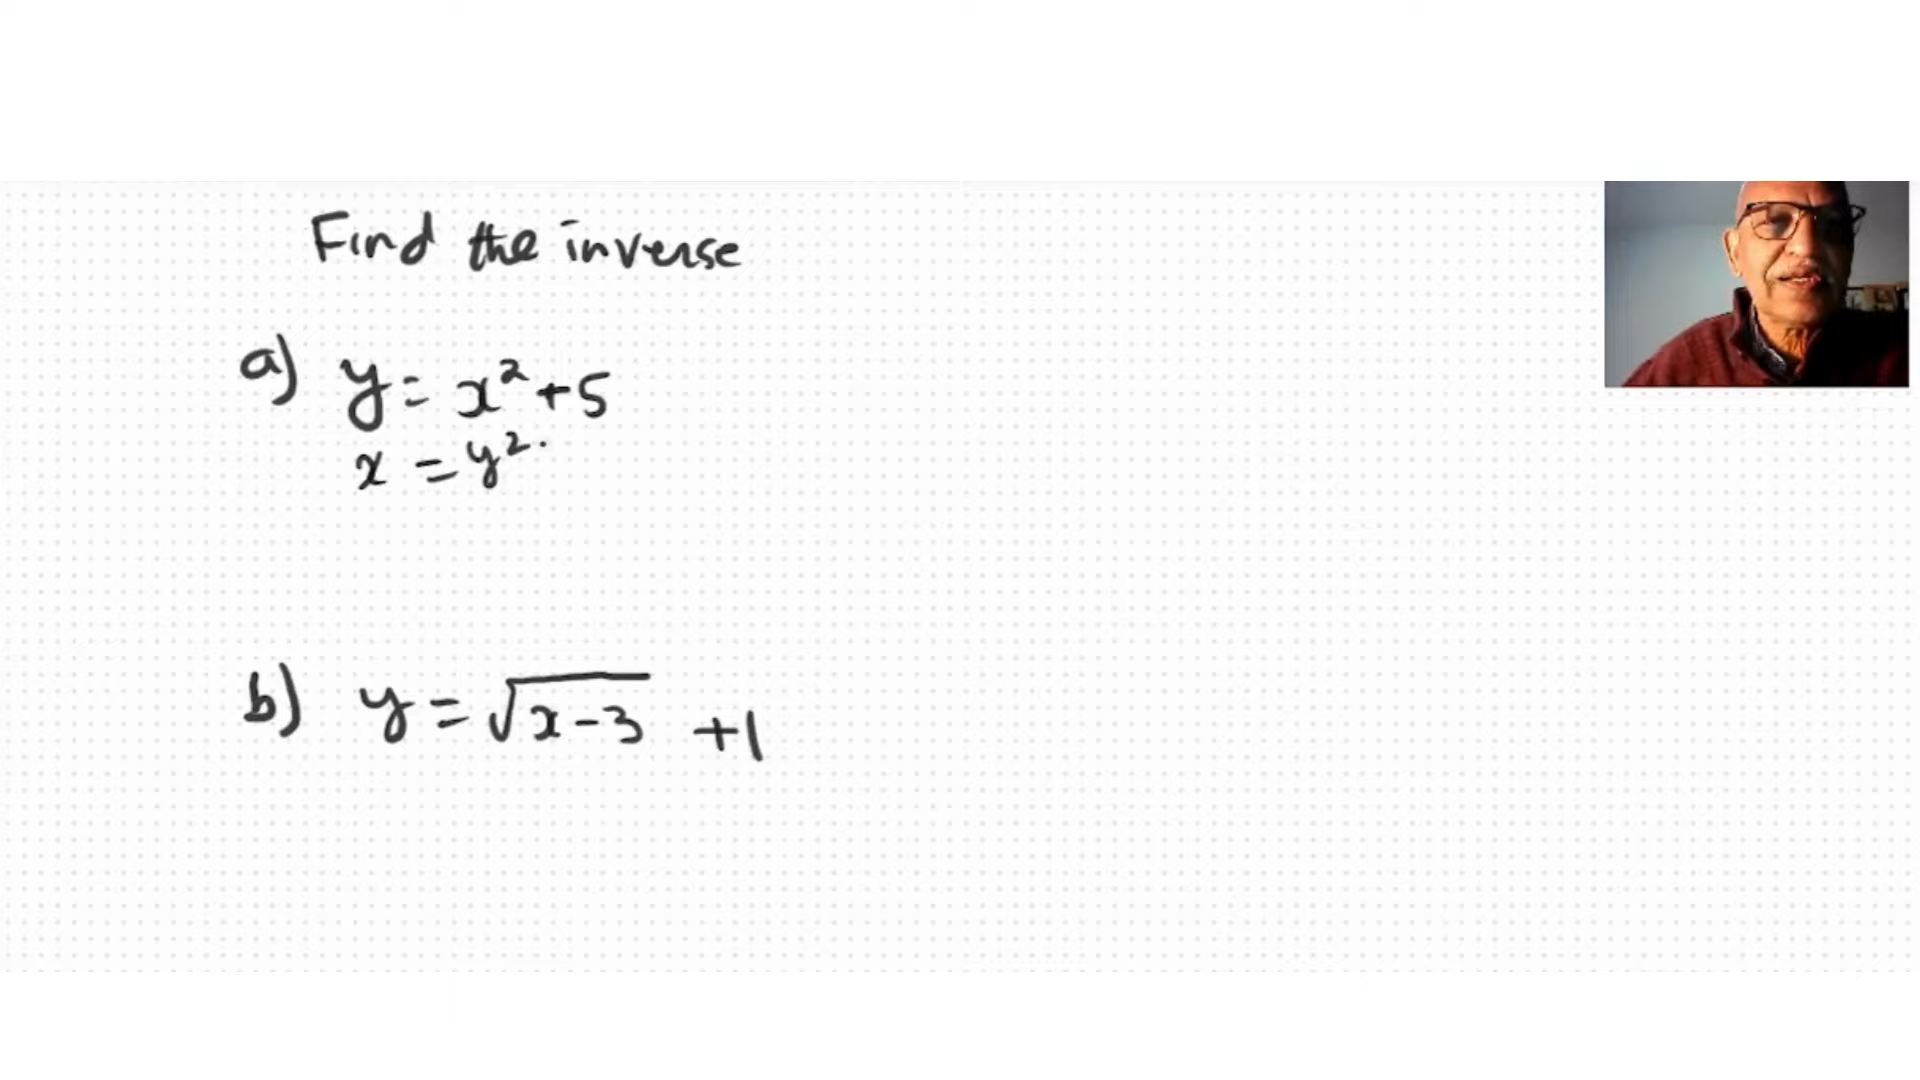 Find the inverse
a) y = x² + 5
x = y²
b) y = √(x-3) +1